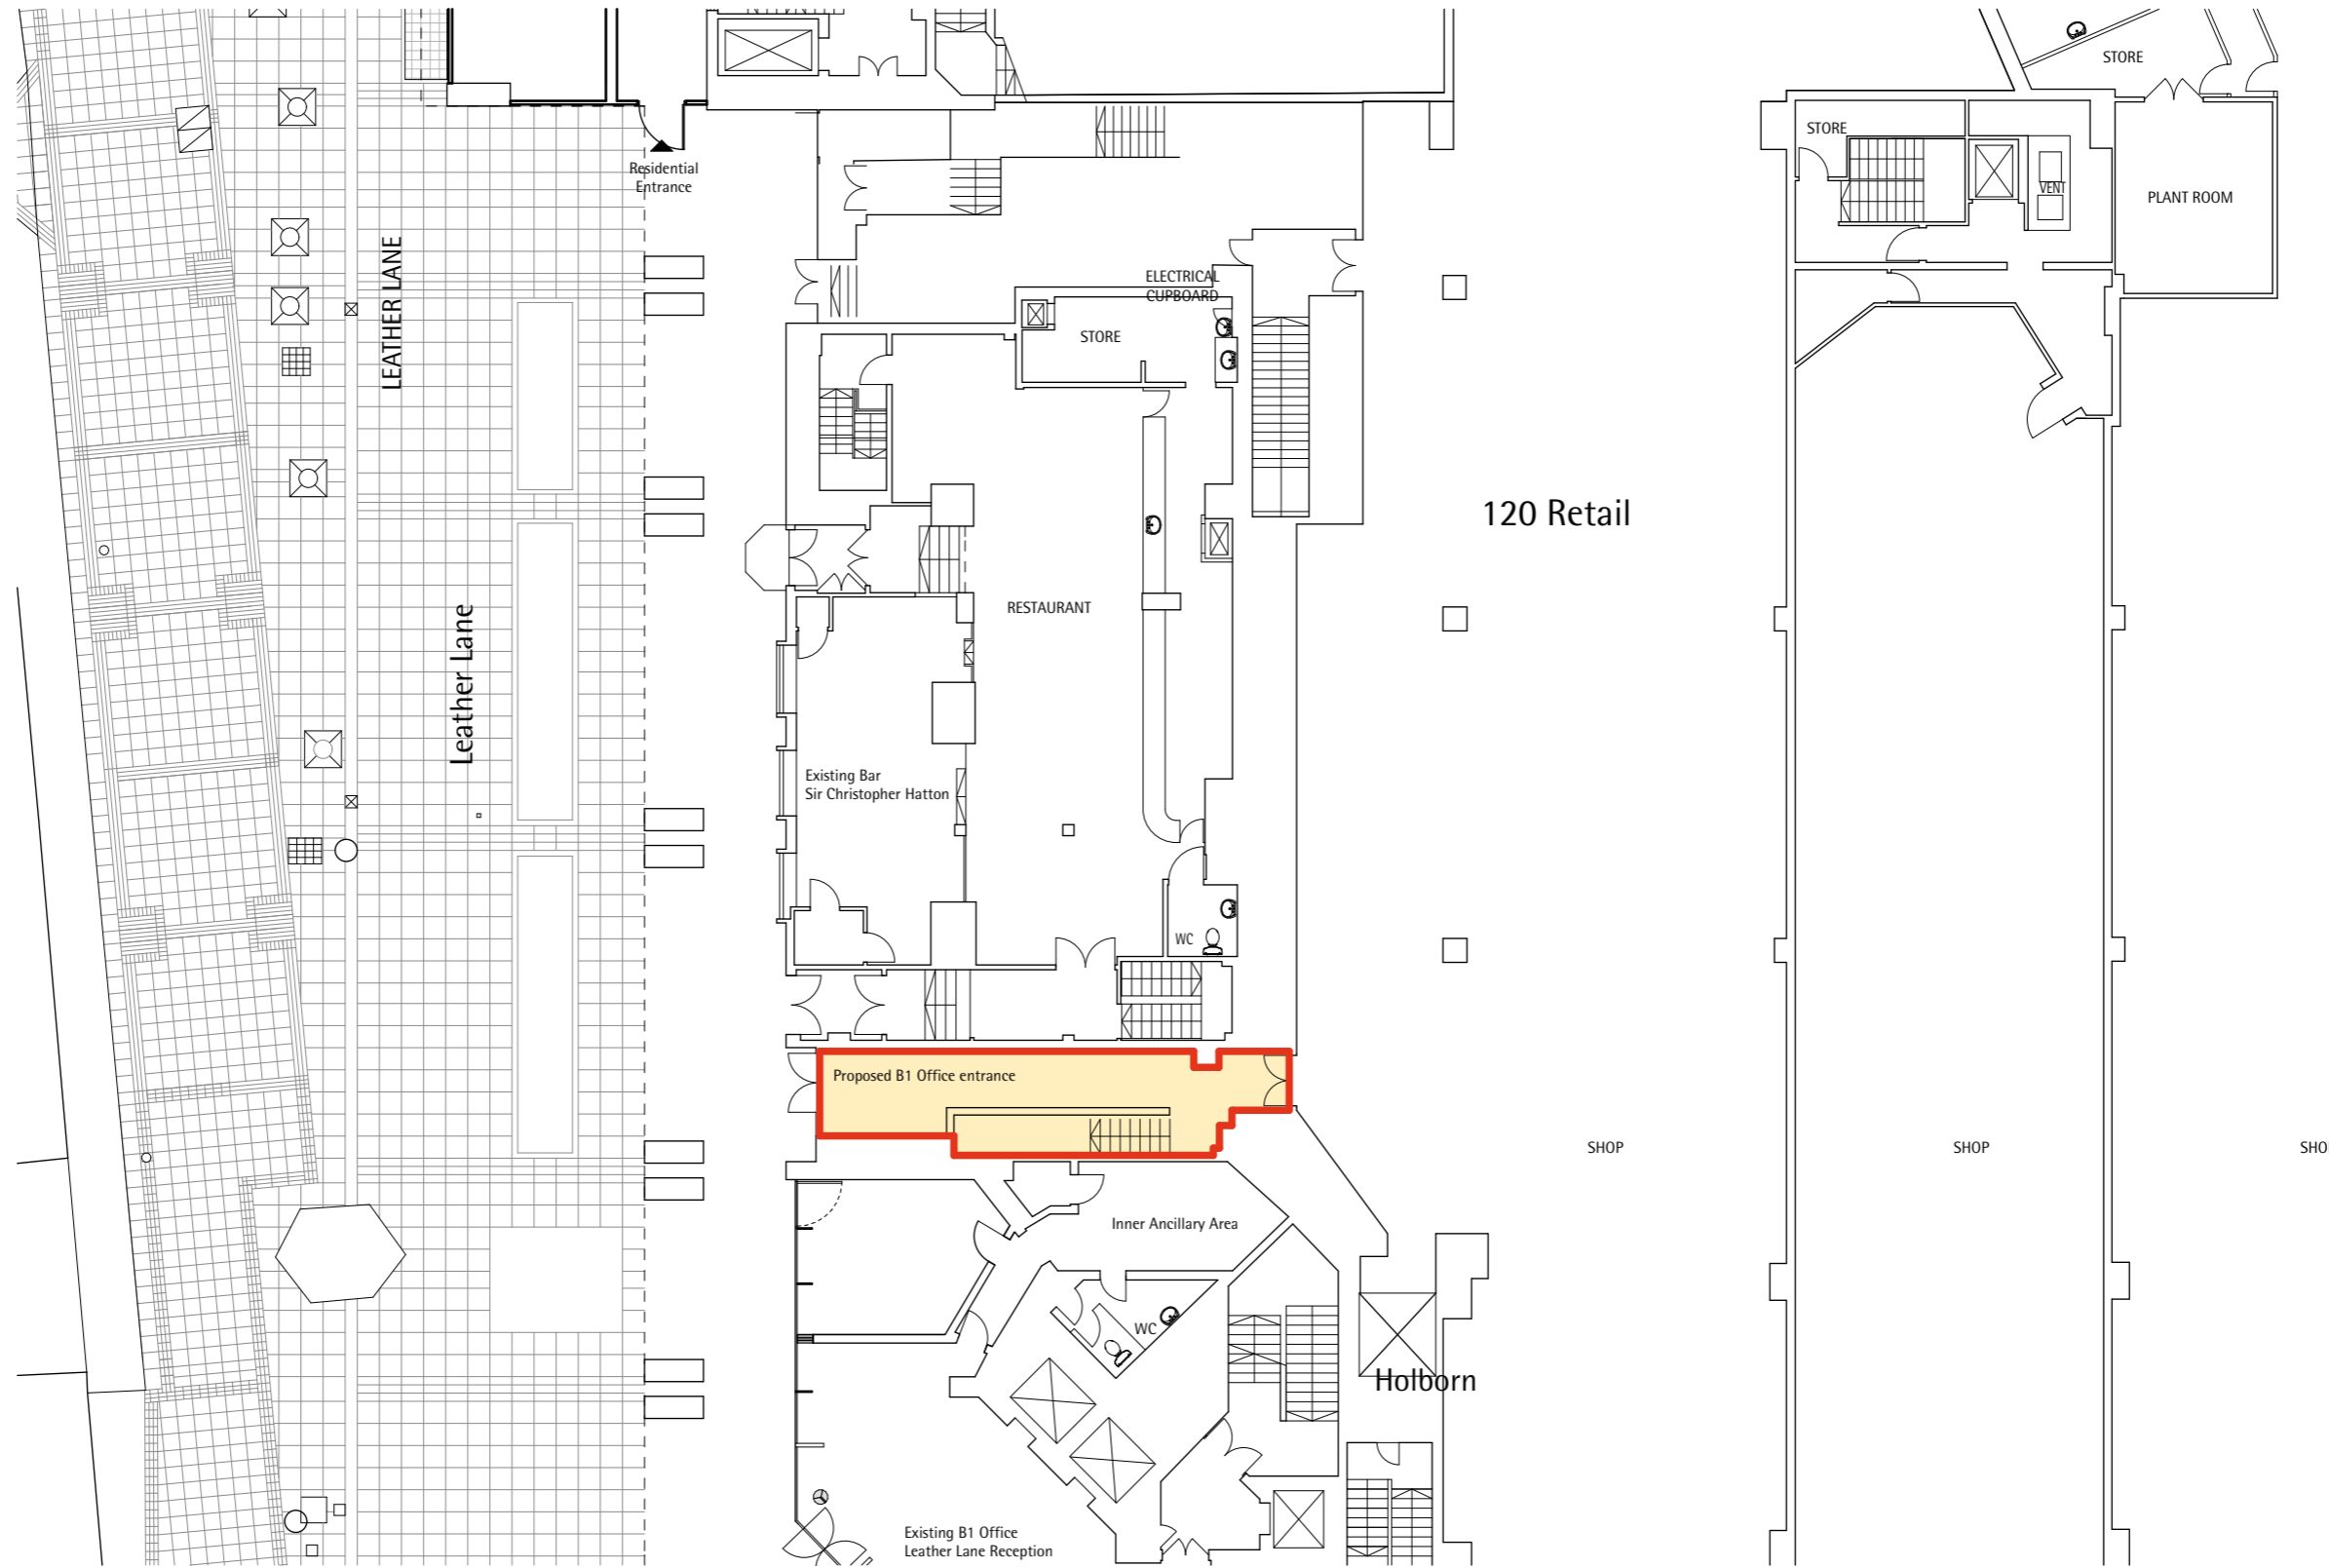 STORE
STORE
Residential
Entrance
VENT
PLANT ROOM
LEATHER LANE
ELECTRICAL
CUPBOARD
STORE
120 Retail
RESTAURANT
Leather Lane
Existing Bar
Sir Christopher Hatton
WC
Proposed B1 Office entrance
SHOP
SHOP
SHO
Inner Ancillary Area
WC
Holborn
Existing B1 Office
Leather Lane Reception